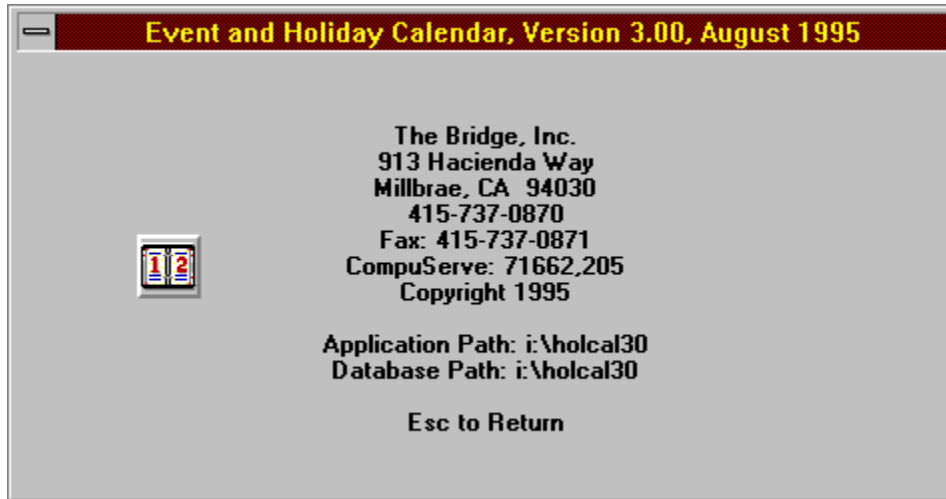 Event and Holiday Calendar, Version 3.00, August 1995
The Bridge, Inc.
913 Hacienda Way
Millbrae, CA  94030
415-737-0870
Fax: 415-737-0871
1 2
CompuServe: 71662,205
Copyright 1995
Application Path: i:\holcal30
Database Path: i:\holcal30
Esc to Return